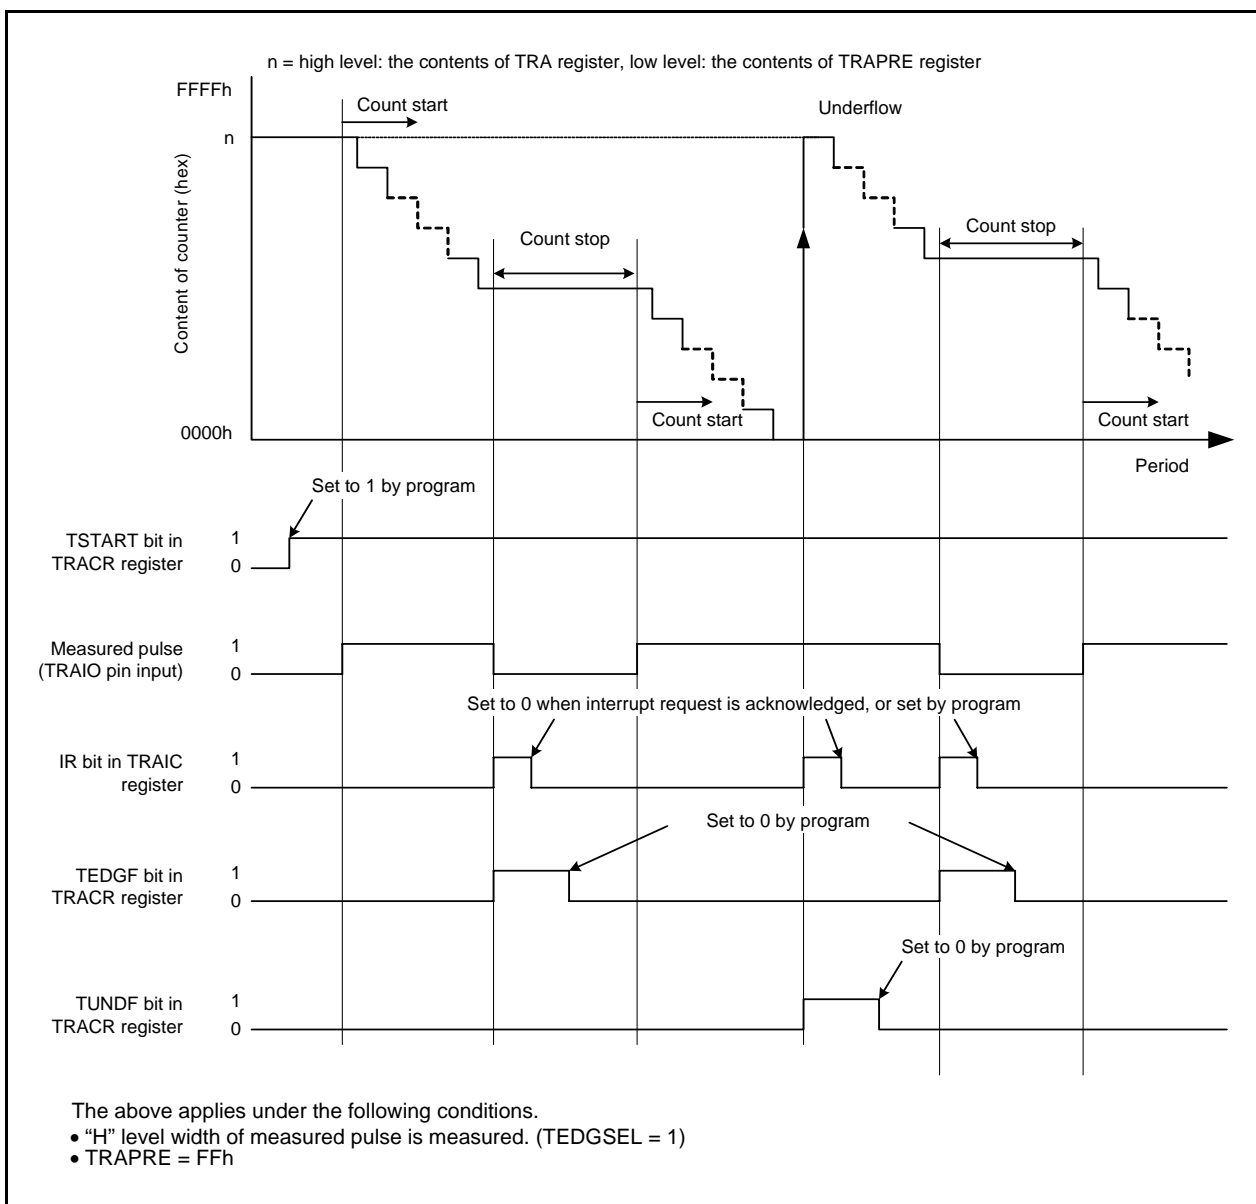 n = high level: the contents of TRA register, low level: the contents of TRAPRE register
FFFFh
Count start
Underflow
n
Content of counter (hex)
Count stop
Count stop
Count start
Count start
0000h
Period
Set to 1 by program
TSTART bit in
TRACR register
1
0
Measured pulse
(TRAIO pin input)
1
0
Set to 0 when interrupt request is acknowledged, or set by program
IR bit in TRAIC
register
1
0
Set to 0 by program
TEDGF bit in
TRACR register
1
0
Set to 0 by program
TUNDF bit in
TRACR register
1
0
The above applies under the following conditions.
• “H” level width of measured pulse is measured. (TEDGSEL = 1)
• TRAPRE = FFh